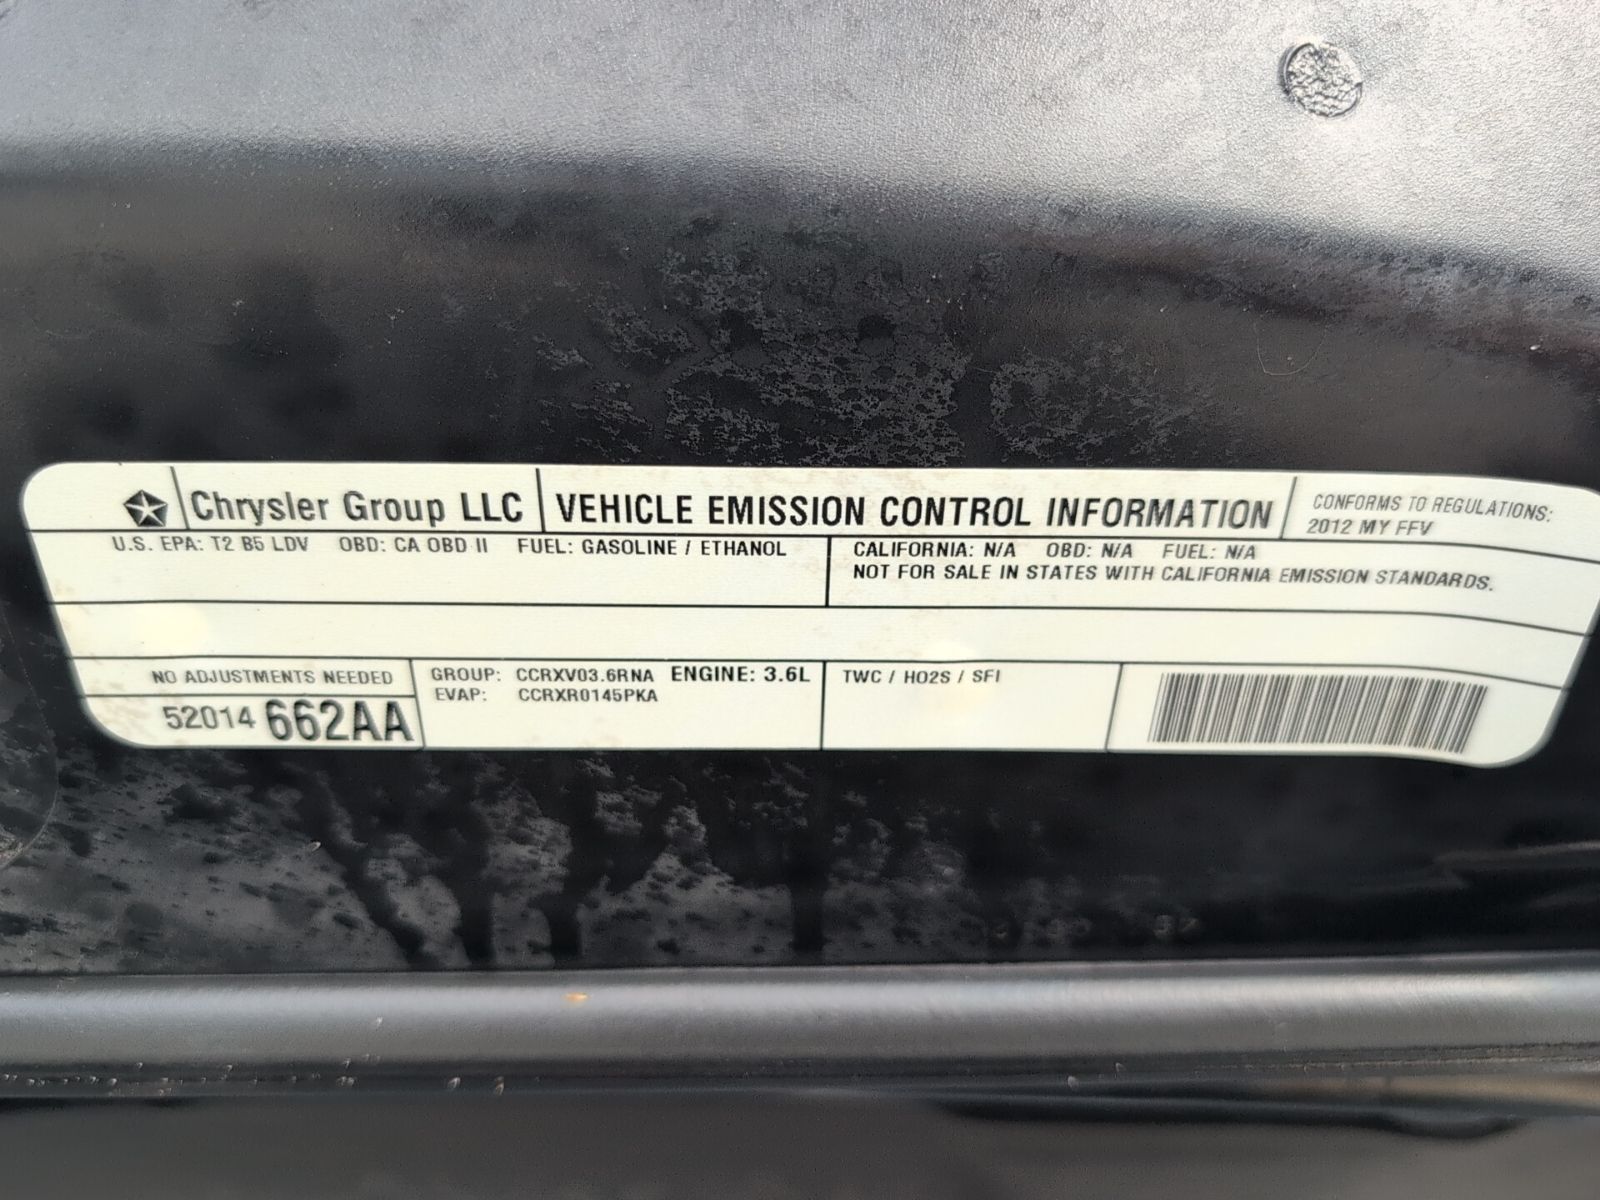 Chrysler Group LLC VEHICLE EMISSION CONTROL INFORMATION CONFORMS TO REGULATIONS:
2012 MY FFV
U.S. EPA: T2 B5 LDV OBD: CA OBD II FUEL: GASOLINE / ETHANOL
CALIFORNIA: N/A OBD: N/A FUEL: N/A
NOT FOR SALE IN STATES WITH CALIFORNIA EMISSION STANDARDS.
NO ADJUSTMENTS NEEDED
52014 662AA
GROUP: CCRXV03.6RNA ENGINE: 3.6L
EVAP: CCRXR0145PKA
TWC / HO2S / SFI